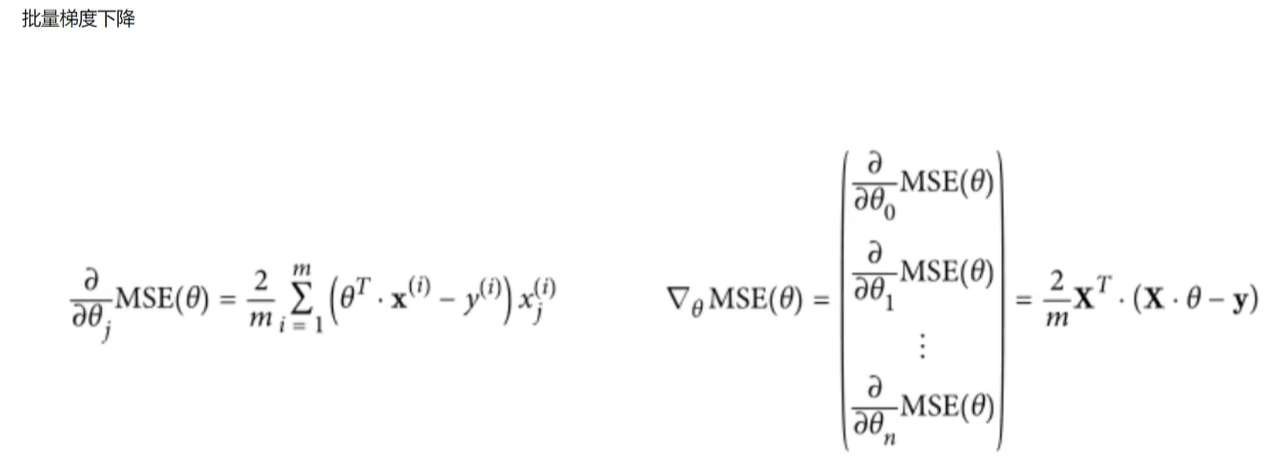 批量梯度下降
∂/∂θ_j MSE(θ) = 2/m ∑_{i = 1}^{m} (θ^T · x^(i) − y^(i)) x_j^(i)
∇_θ MSE(θ) = ( ∂/∂θ_0 MSE(θ) ∂/∂θ_1 MSE(θ) ⋮ ∂/∂θ_n MSE(θ) ) = 2/m X^T · (X · θ − y)